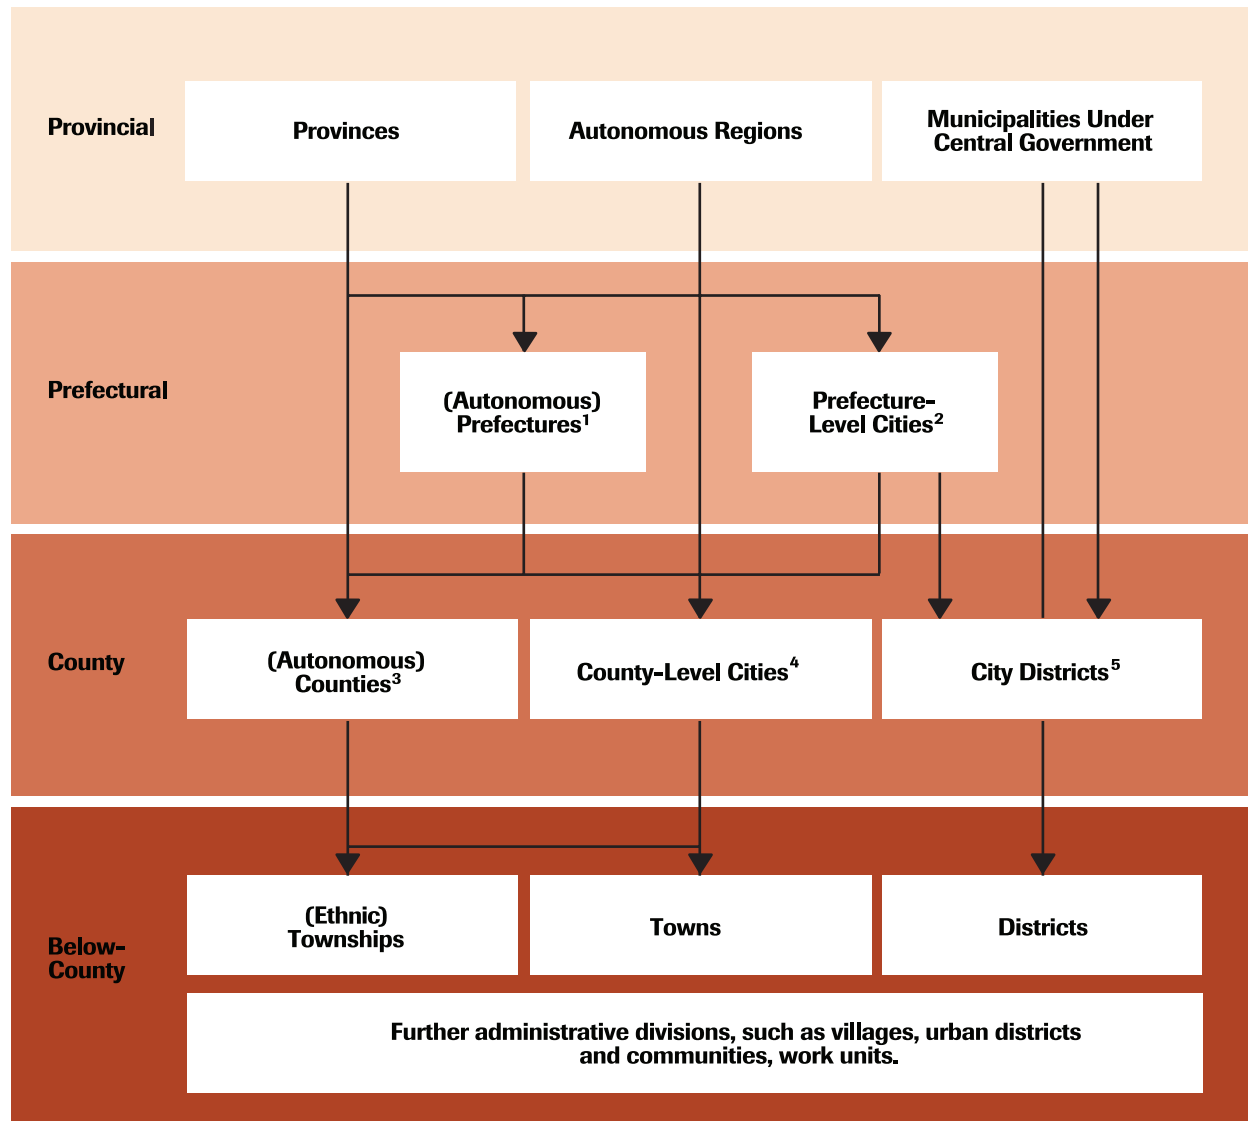 Provincial
Provinces
Autonomous Regions
Municipalities Under
Central Government
Prefectural
(Autonomous)
Prefectures¹
Prefecture-
Level Cities²
County
(Autonomous)
Counties³
County-Level Cities⁴
City Districts⁵
Below-
County
(Ethnic)
Townships
Towns
Districts
Further administrative divisions, such as villages, urban districts
and communities, work units.